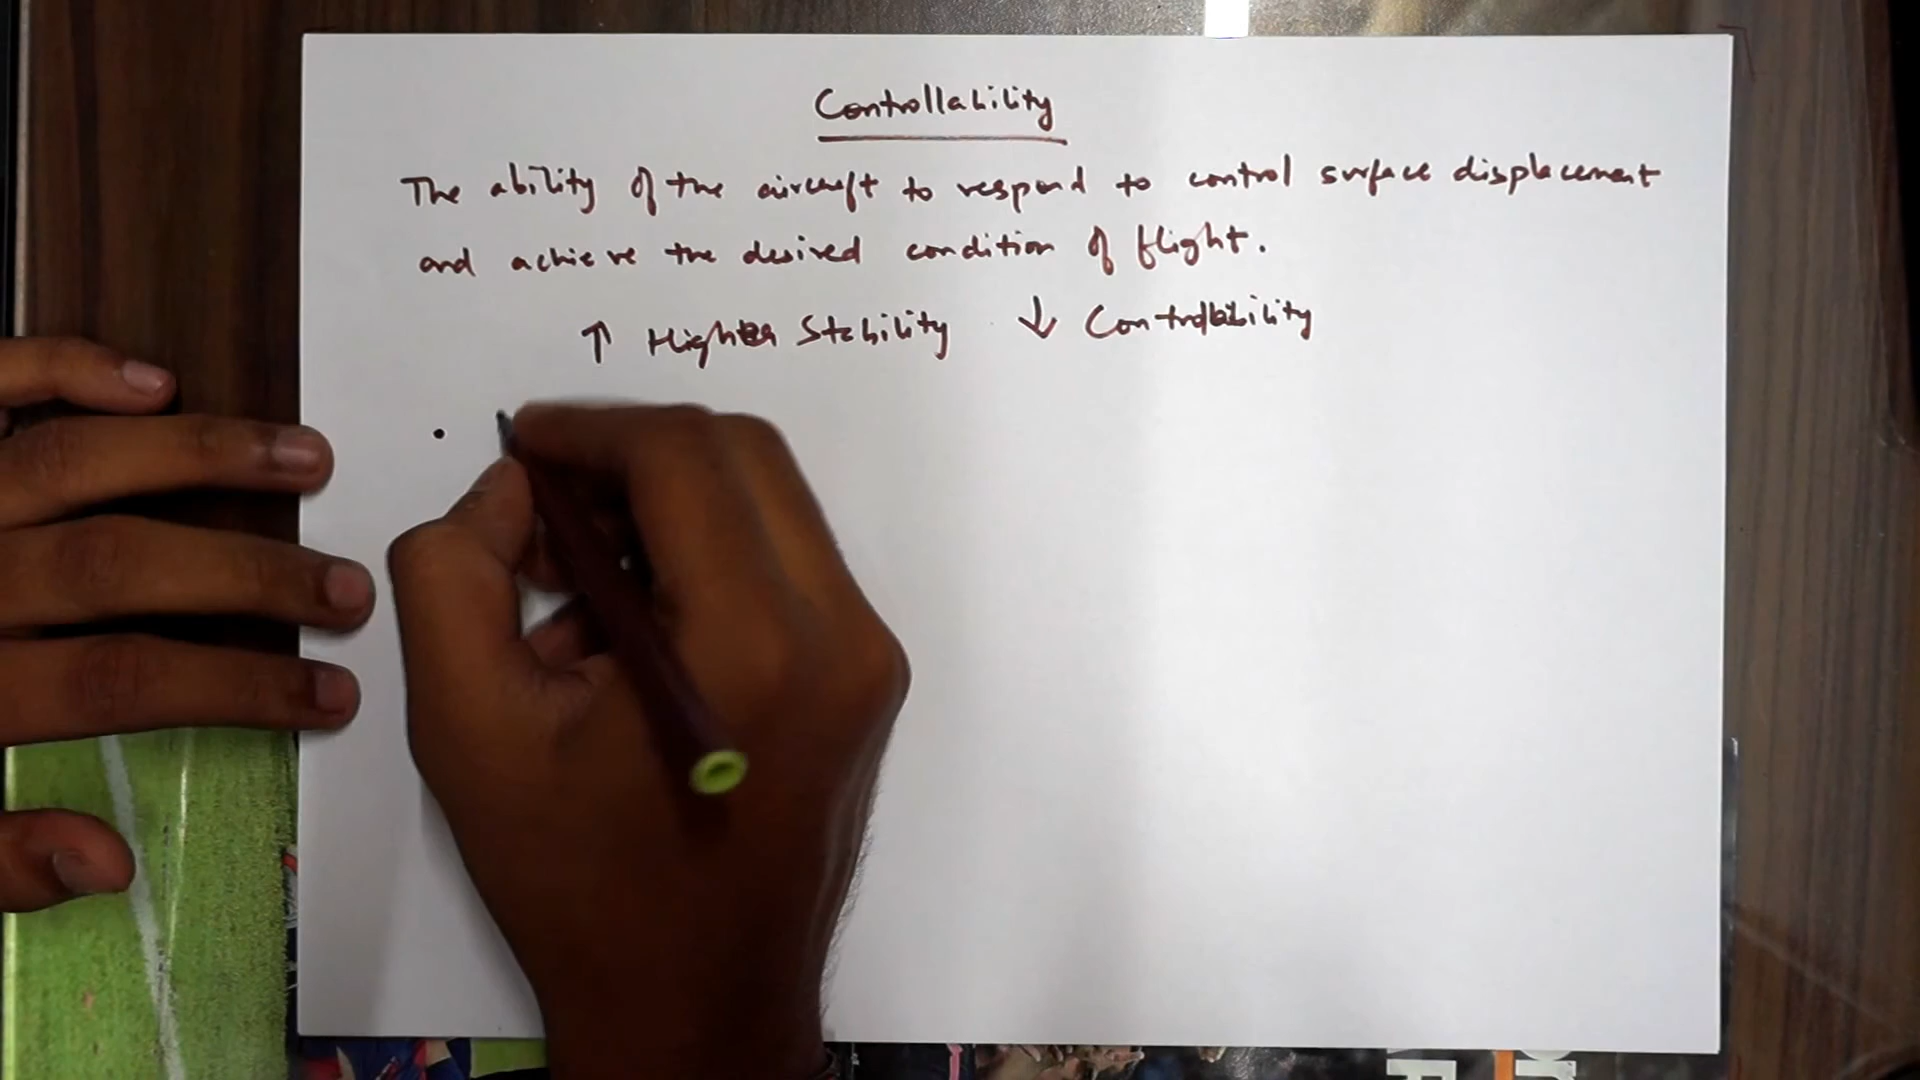 Controllability
The ability of the aircraft to respond to control surface displacement
and achieve the desired condition of flight.
↑ Higher Stability ↓ Controllability